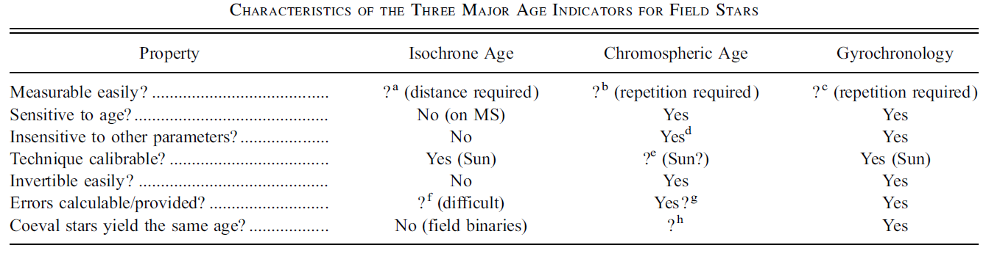 CHARACTERISTICS OF THE THREE MAJOR AGE INDICATORS FOR FIELD STARS
Property Isochrone Age Chromospheric Age Gyrochronology
Measurable easily? ........................................ ?a (distance required) ?b (repetition required) ?c (repetition required)
Sensitive to age? ............................................ No (on MS) Yes Yes
Insensitive to other parameters? .................... No Yesd Yes
Technique calibrable? .................................... Yes (Sun) ?e (Sun?) Yes (Sun)
Invertible easily? ........................................... No Yes Yes
Errors calculable/provided? ........................... ?f (difficult) Yes?g Yes
Coeval stars yield the same age? .................. No (field binaries) ?h Yes